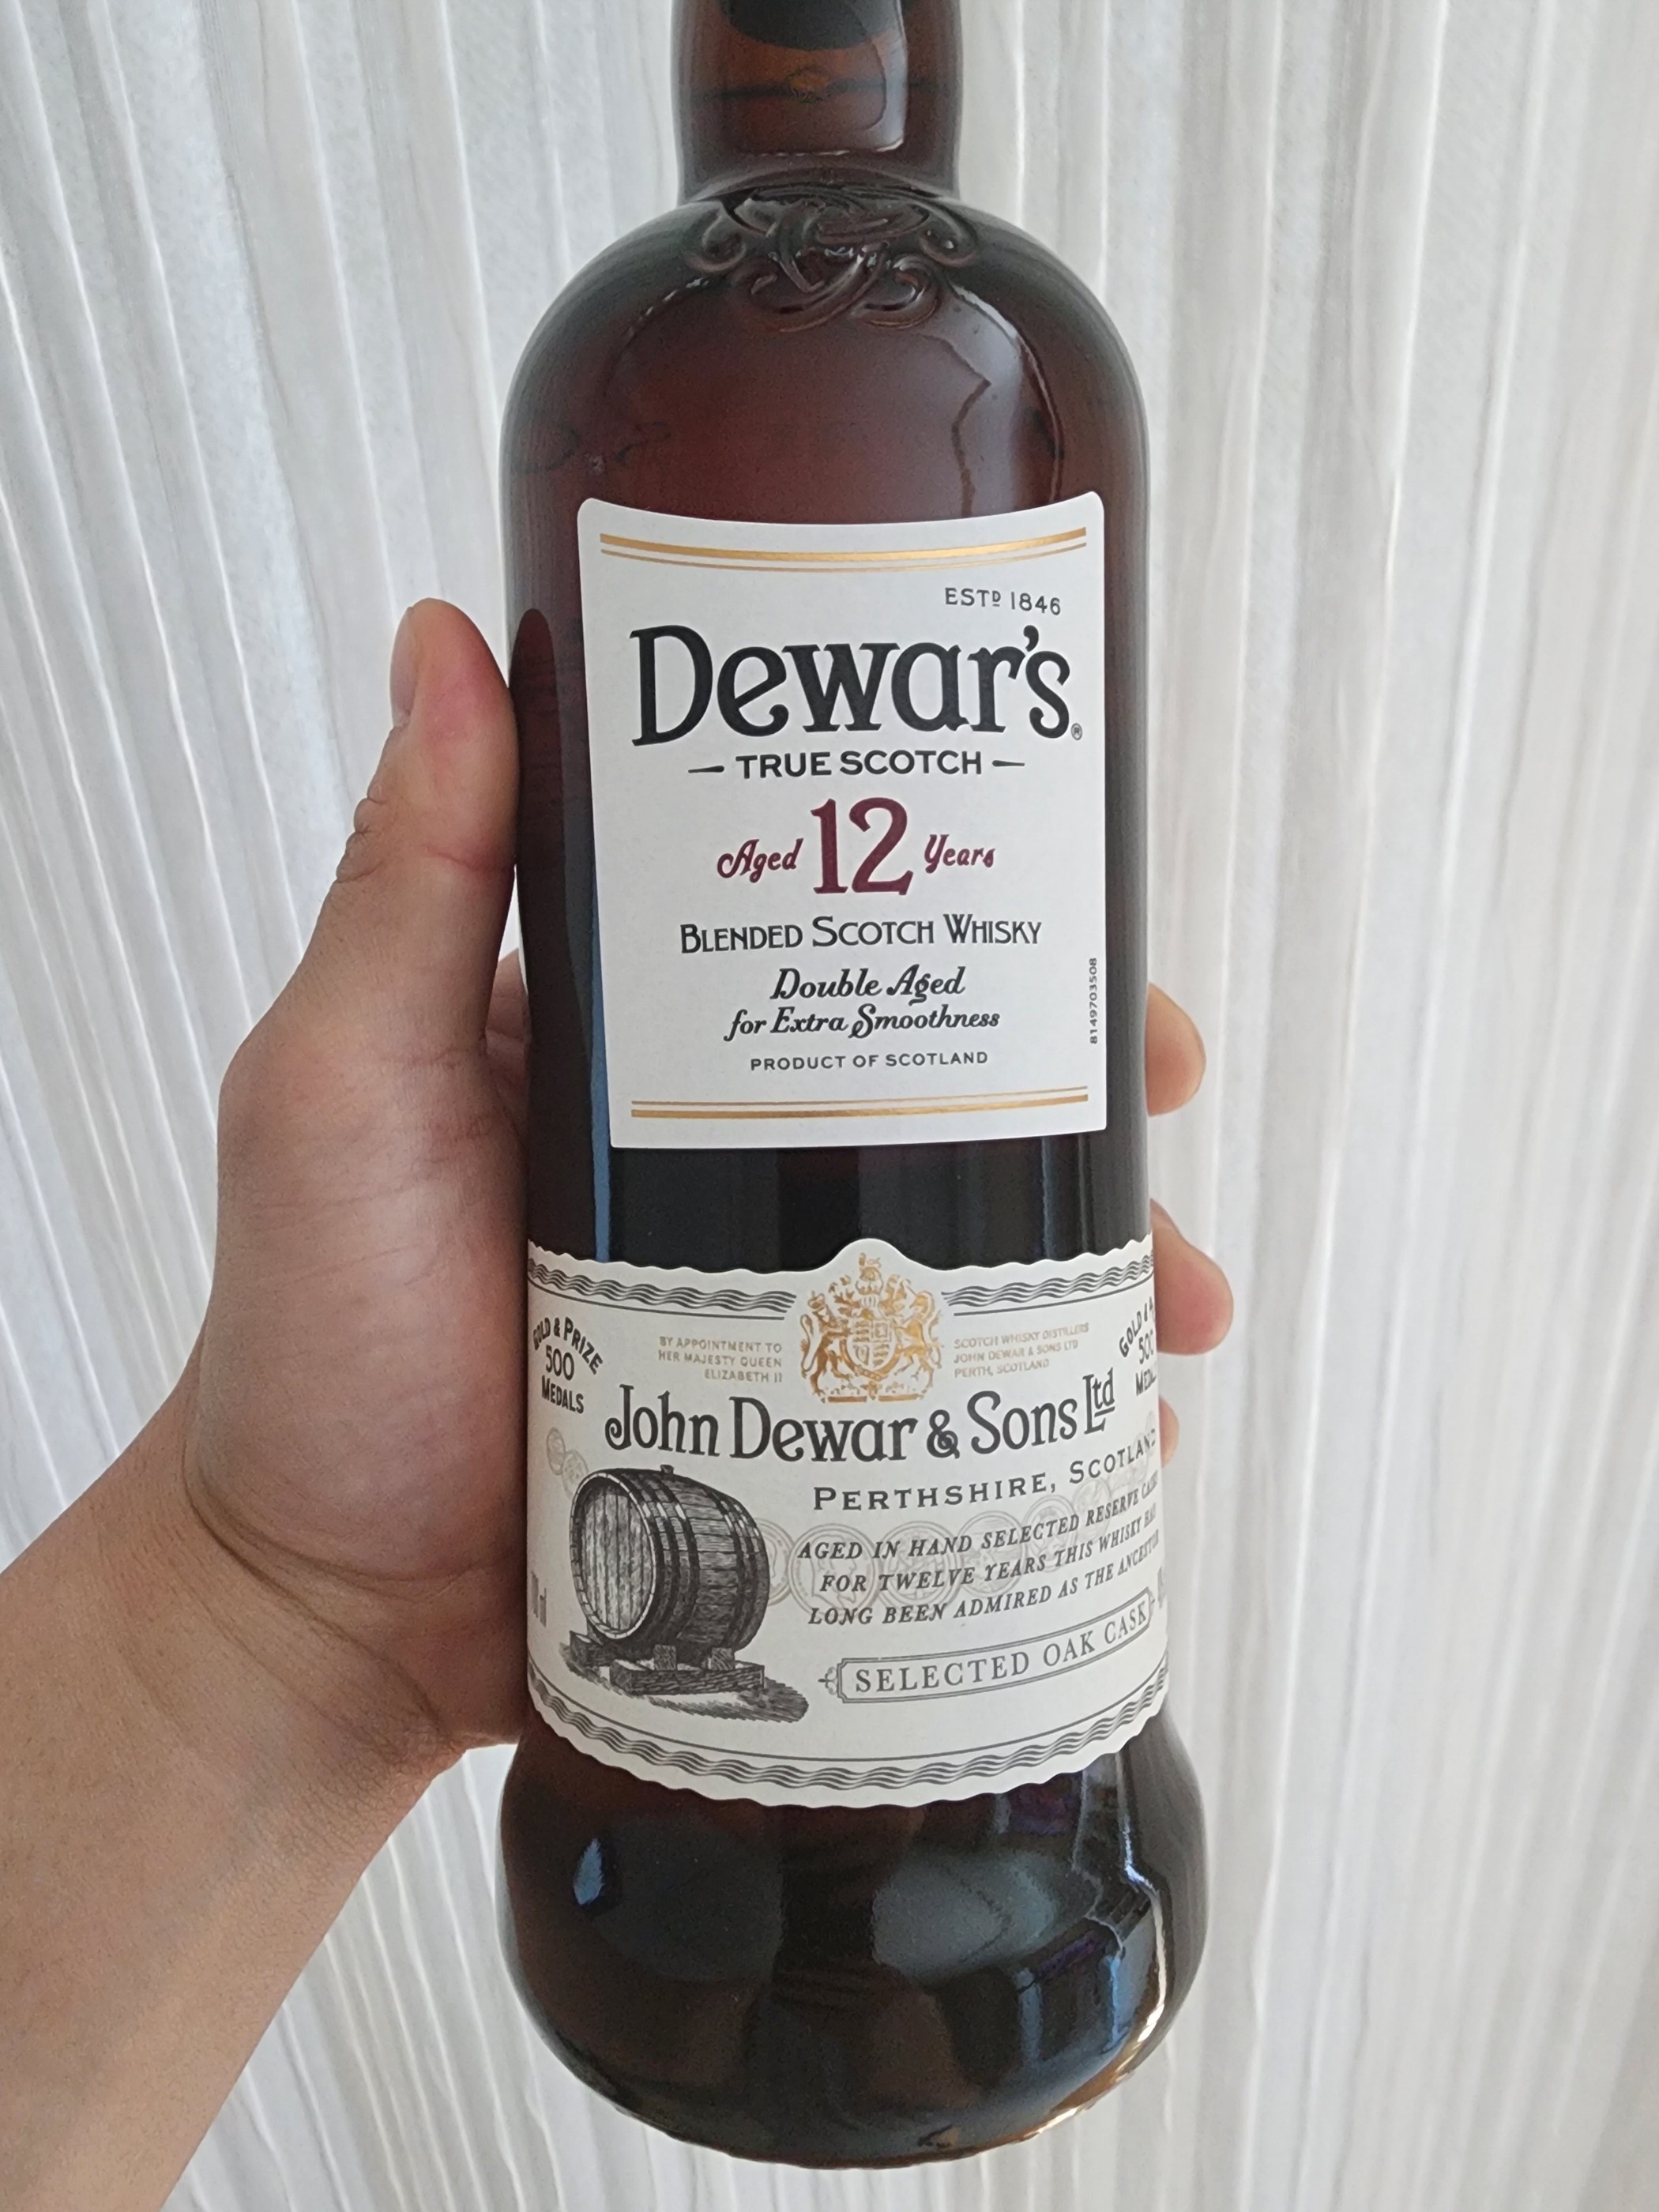 ESTD 1846
Dewar's®
TRUE SCOTCH
Aged 12 Years
BLENDED SCOTCH WHISKY
Double Aged
for Extra Smoothness
PRODUCT OF SCOTLAND
8149703508
GOLD & PRIZE
500
MEDALS
BY APPOINTMENT TO
HER MAJESTY QUEEN
ELIZABETH II
SCOTCH WHISKY DISTILLERS
JOHN DEWAR & SONS LTD
PERTH, SCOTLAND
GOLD &
John Dewar & Sons Ltd
PERTHSHIRE, SCOTLAND
AGED IN HAND SELECTED RESERVE
FOR TWELVE YEARS THIS WHISKY
LONG BEEN ADMIRED AS THE
SELECTED OAK CASK